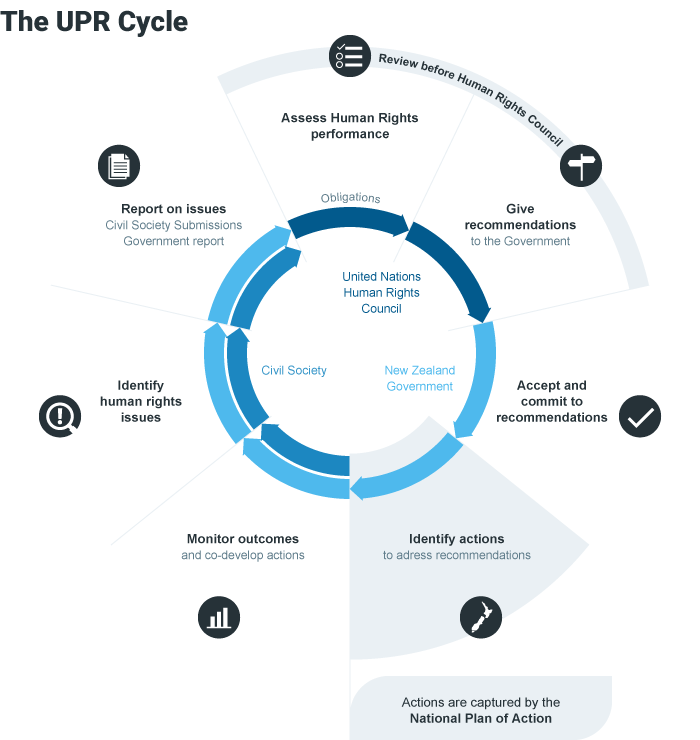 The UPR Cycle
Review before Human Rights Council
Assess Human Rights
performance
Obligations
Report on issues
Civil Society Submissions
Government report
Give
recommendations
to the Government
United Nations
Human Rights
Council
Civil Society
New Zealand
Government
Identify
human rights
issues
Accept and
commit to
recommendations
Monitor outcomes
and co-develop actions
Identify actions
to adress recommendations
Actions are captured by the
National Plan of Action